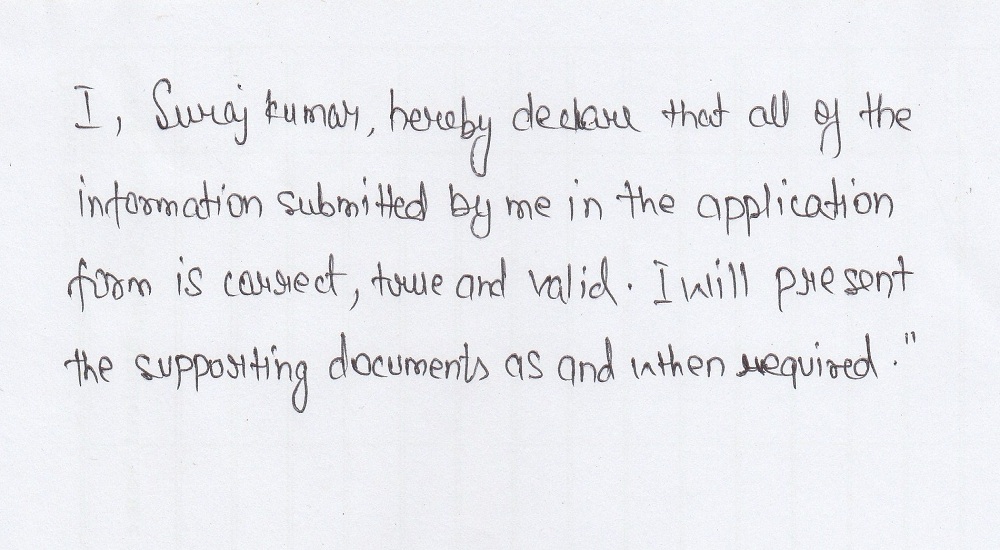 I, Suraj kumar, hereby declare that all of the
information submitted by me in the application
form is correct, true and valid. I will present
the supporting documents as and when required."